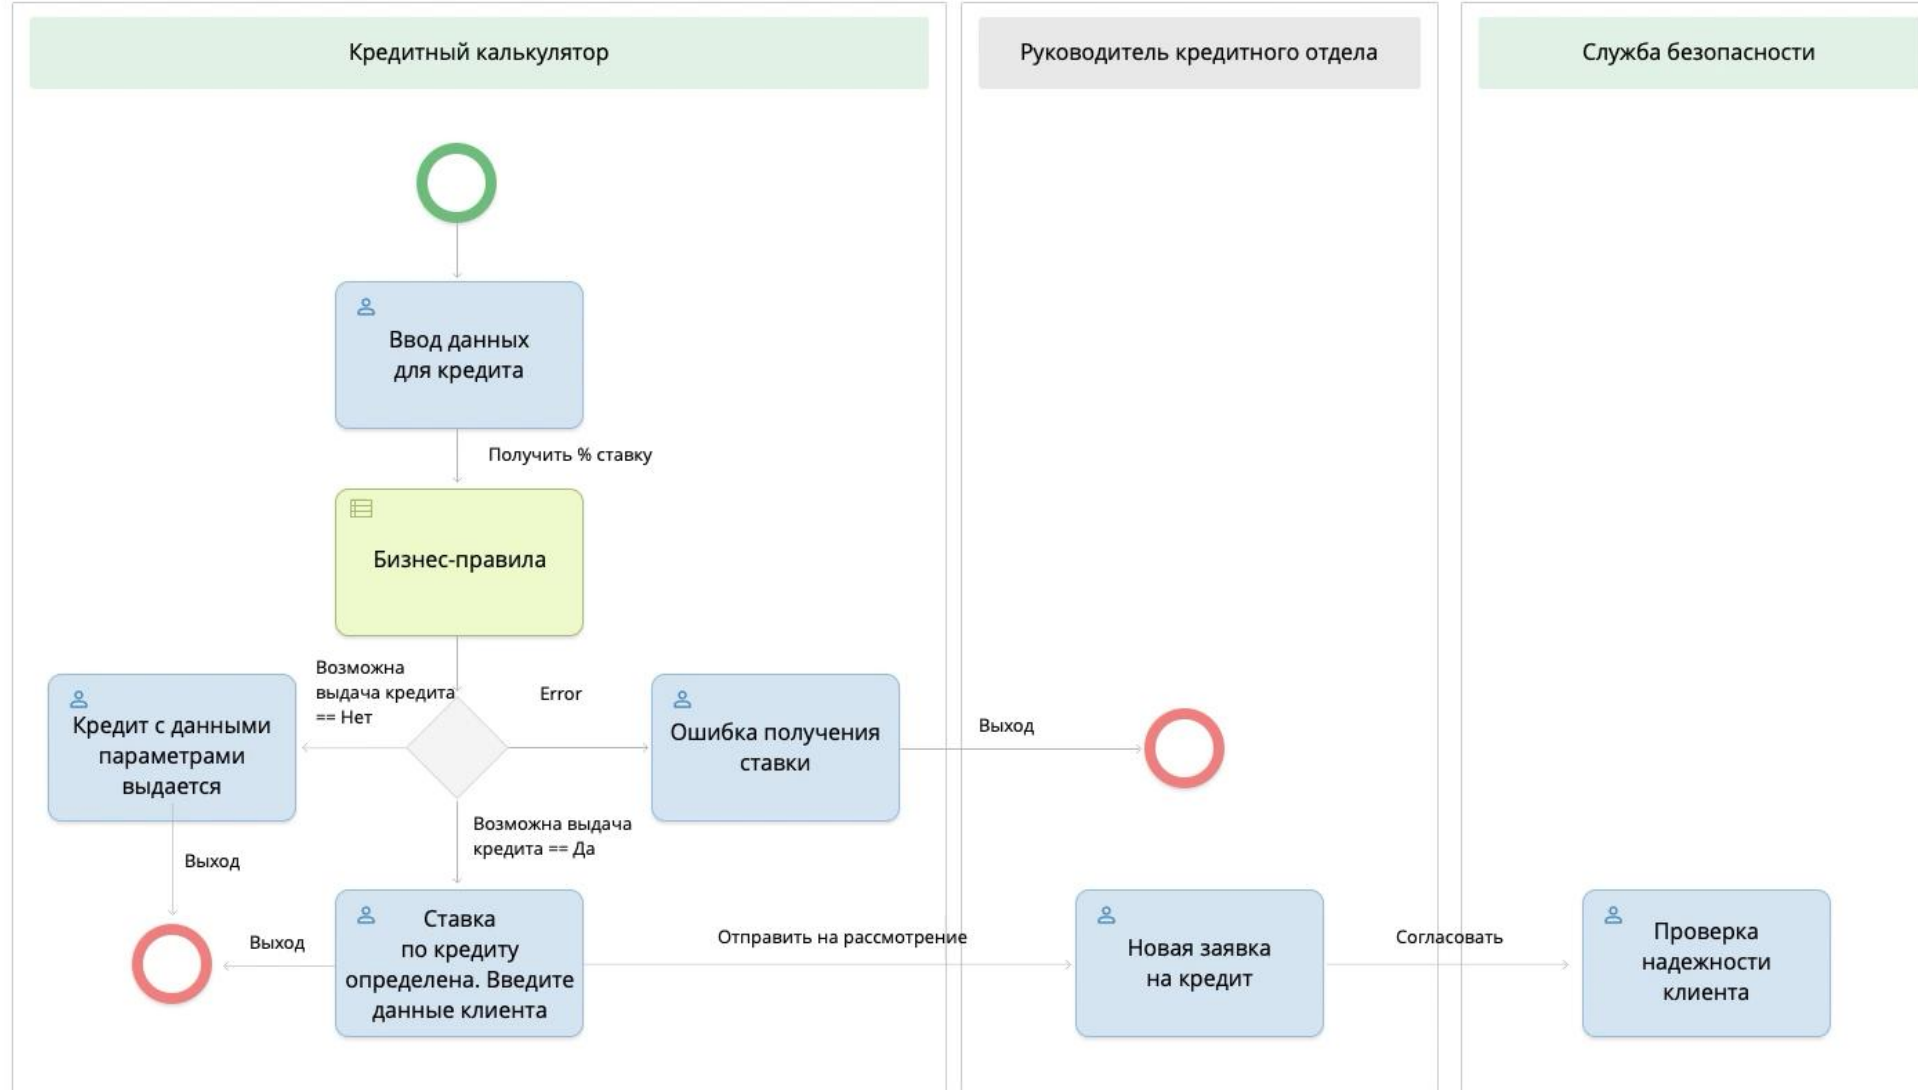 Кредитный калькулятор
Руководитель кредитного отдела
Служба безопасности
Ввод данных
для кредита
Получить % ставку
Бизнес-правила
Возможна
выдача кредита
== Нет
Error
Кредит с данными
параметрами
выдается
Ошибка получения
ставки
Выход
Возможна выдача
кредита == Да
Выход
Выход
Ставка
по кредиту
определена. Введите
данные клиента
Отправить на рассмотрение
Новая заявка
на кредит
Согласовать
Проверка
надежности
клиента